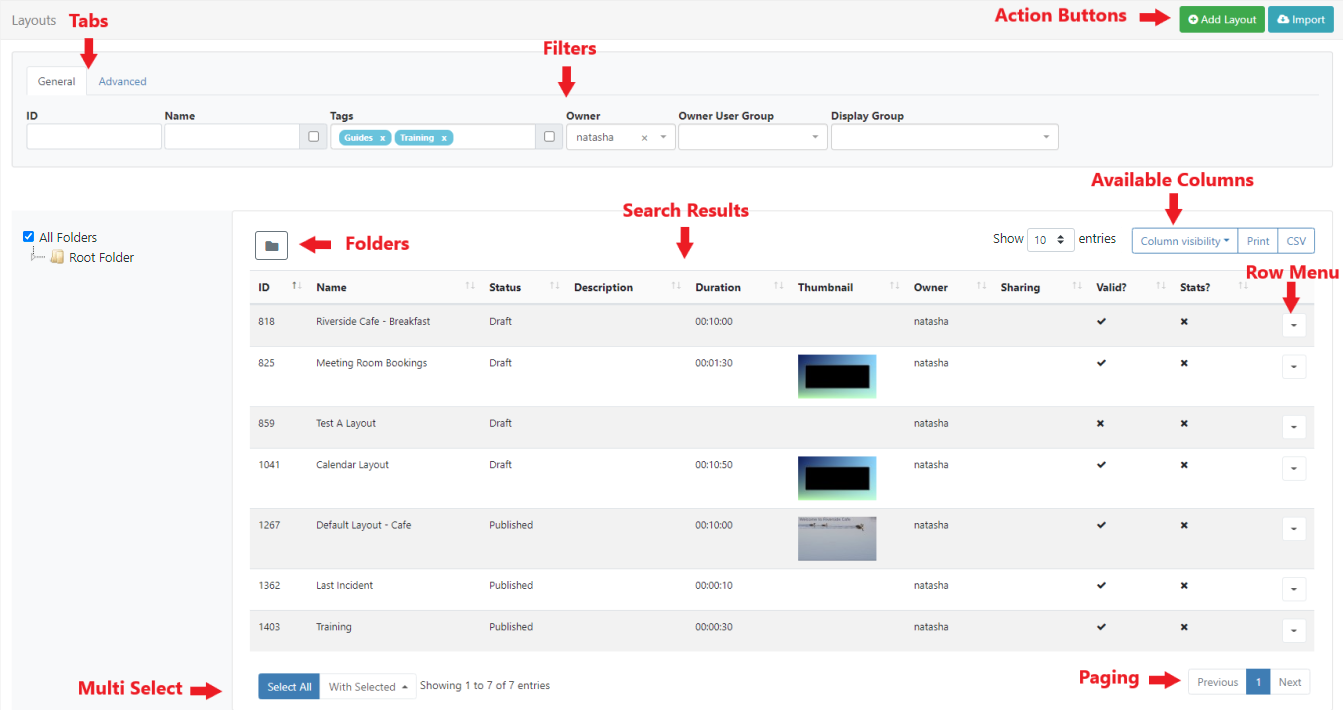 Layouts Tabs Action Buttons Add Layout Import
Filters
General Advanced
ID Name Tags Owner Owner User Group Display Group
Guides x Training x natasha x
Available Columns
Search Results
All Folders Folders Show 10 entries Column visibility Print CSV
Root Folder
Row Menu
ID Name Status Description Duration Thumbnail Owner Sharing Valid? Stats?
818 Riverside Cafe - Breakfast Draft 00:10:00 natasha
825 Meeting Room Bookings Draft 00:01:30 natasha
859 Test A Layout Draft natasha
1041 Calendar Layout Draft 00:10:50 natasha
Welcome to Riverside Cafe
1267 Default Layout - Cafe Published 00:10:00 natasha
1362 Last Incident Published 00:00:10 natasha
1403 Training Published 00:00:30 natasha
Multi Select Select All With Selected Showing 1 to 7 of 7 entries Paging Previous 1 Next